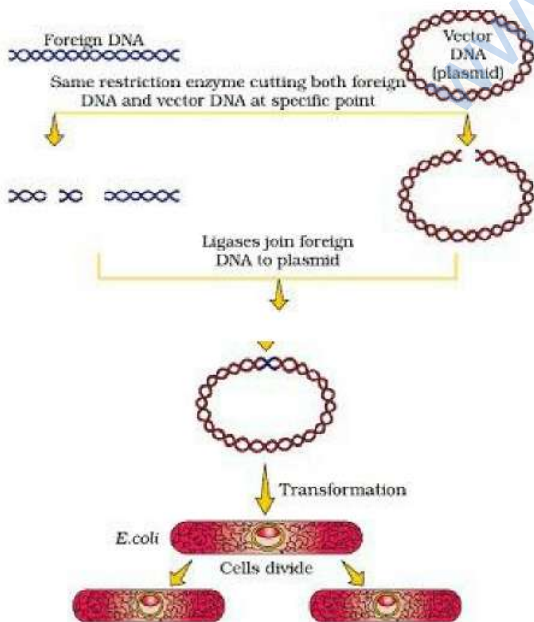 Foreign DNA
Vector
DNA
(plasmid)
Same restriction enzyme cutting both foreign
DNA and vector DNA at specific point
Ligases join foreign
DNA to plasmid
Transformation
E.coli
Cells divide